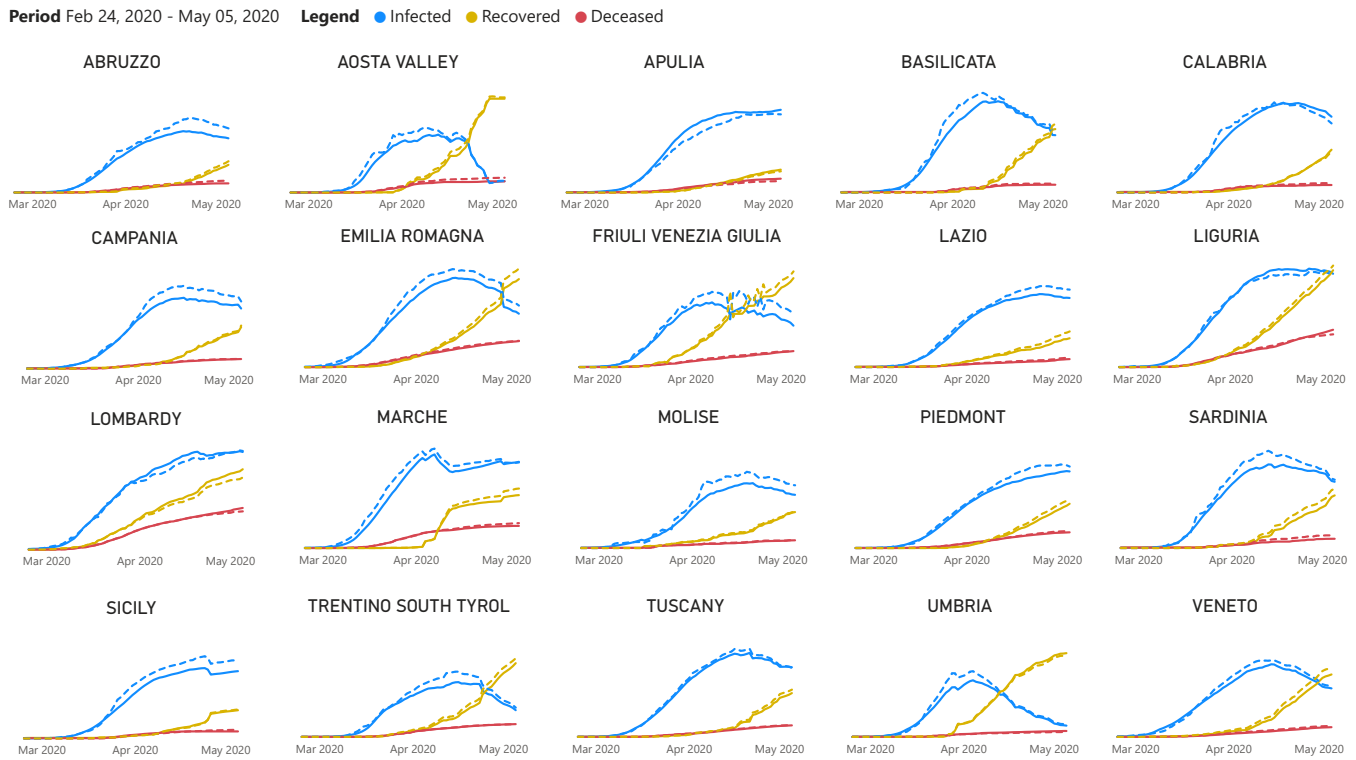 Period Feb 24, 2020 - May 05, 2020 Legend Infected Recovered Deceased
ABRUZZO AOSTA VALLEY APULIA BASILICATA CALABRIA
Mar 2020 Apr 2020 May 2020 Mar 2020 Apr 2020 May 2020 Mar 2020 Apr 2020 May 2020 Mar 2020 Apr 2020 May 2020 Mar 2020 Apr 2020 May 2020
CAMPANIA EMILIA ROMAGNA FRIULI VENEZIA GIULIA LAZIO LIGURIA
Mar 2020 Apr 2020 May 2020 Mar 2020 Apr 2020 May 2020 Mar 2020 Apr 2020 May 2020 Mar 2020 Apr 2020 May 2020 Mar 2020 Apr 2020 May 2020
LOMBARDY MARCHE MOLISE PIEDMONT SARDINIA
Mar 2020 Apr 2020 May 2020 Mar 2020 Apr 2020 May 2020 Mar 2020 Apr 2020 May 2020 Mar 2020 Apr 2020 May 2020 Mar 2020 Apr 2020 May 2020
SICILY TRENTINO SOUTH TYROL TUSCANY UMBRIA VENETO
Mar 2020 Apr 2020 May 2020 Mar 2020 Apr 2020 May 2020 Mar 2020 Apr 2020 May 2020 Mar 2020 Apr 2020 May 2020 Mar 2020 Apr 2020 May 2020